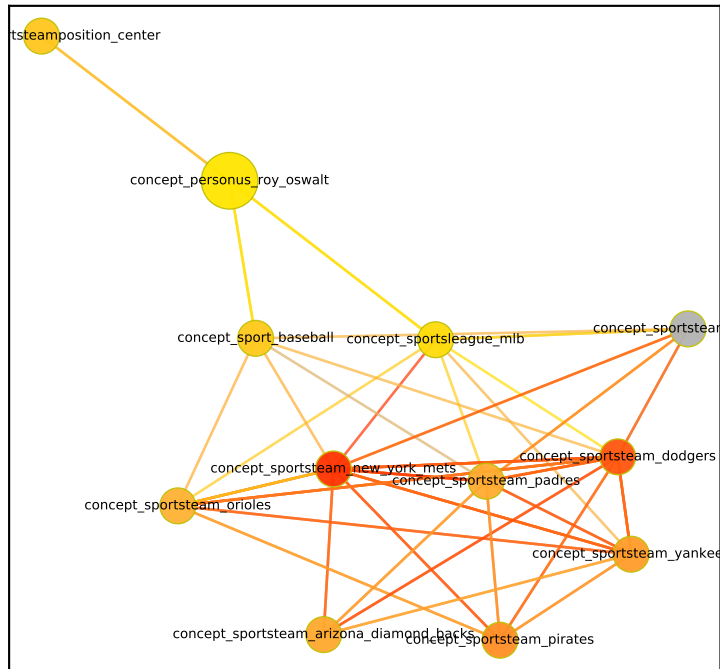 rtsteamposition_center
concept_personus_roy_oswalt
concept_sportsteam
concept_sport_baseball
concept_sportsleague_mlb
concept_sportsteam_dodgers
concept_sportsteam_new_york_mets
concept_sportsteam_padres
concept_sportsteam_orioles
concept_sportsteam_yankee
concept_sportsteam_arizona_diamond_backs
concept_sportsteam_pirates